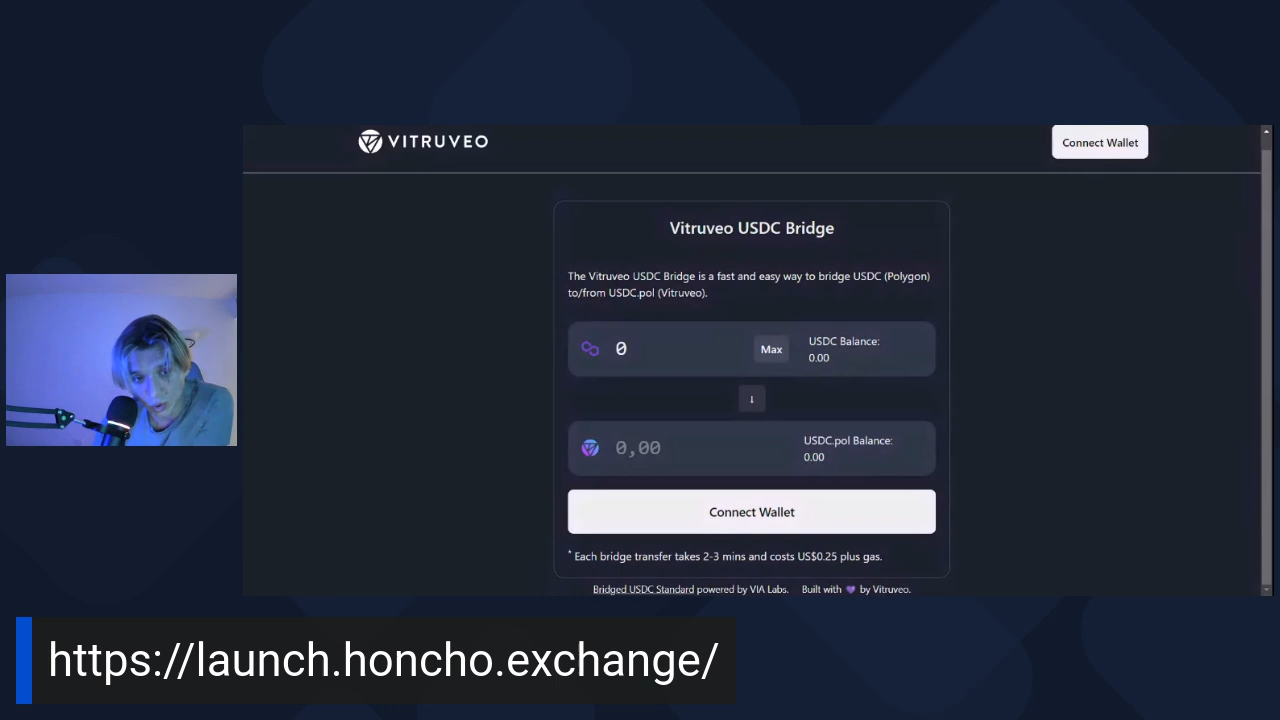 VITRUVEO
Connect Wallet
Vitruveo USDC Bridge
The Vitruveo USDC Bridge is a fast and easy way to bridge USDC (Polygon)
to/from USDC.pol (Vitruveo).
0
Max
USDC Balance:
0.00
↓
0,00
USDC.pol Balance:
0.00
Connect Wallet
* Each bridge transfer takes 2-3 mins and costs US$0.25 plus gas.
Bridged USDC Standard powered by VIA Labs. Built with 💜 by Vitruveo.
https://launch.honcho.exchange/